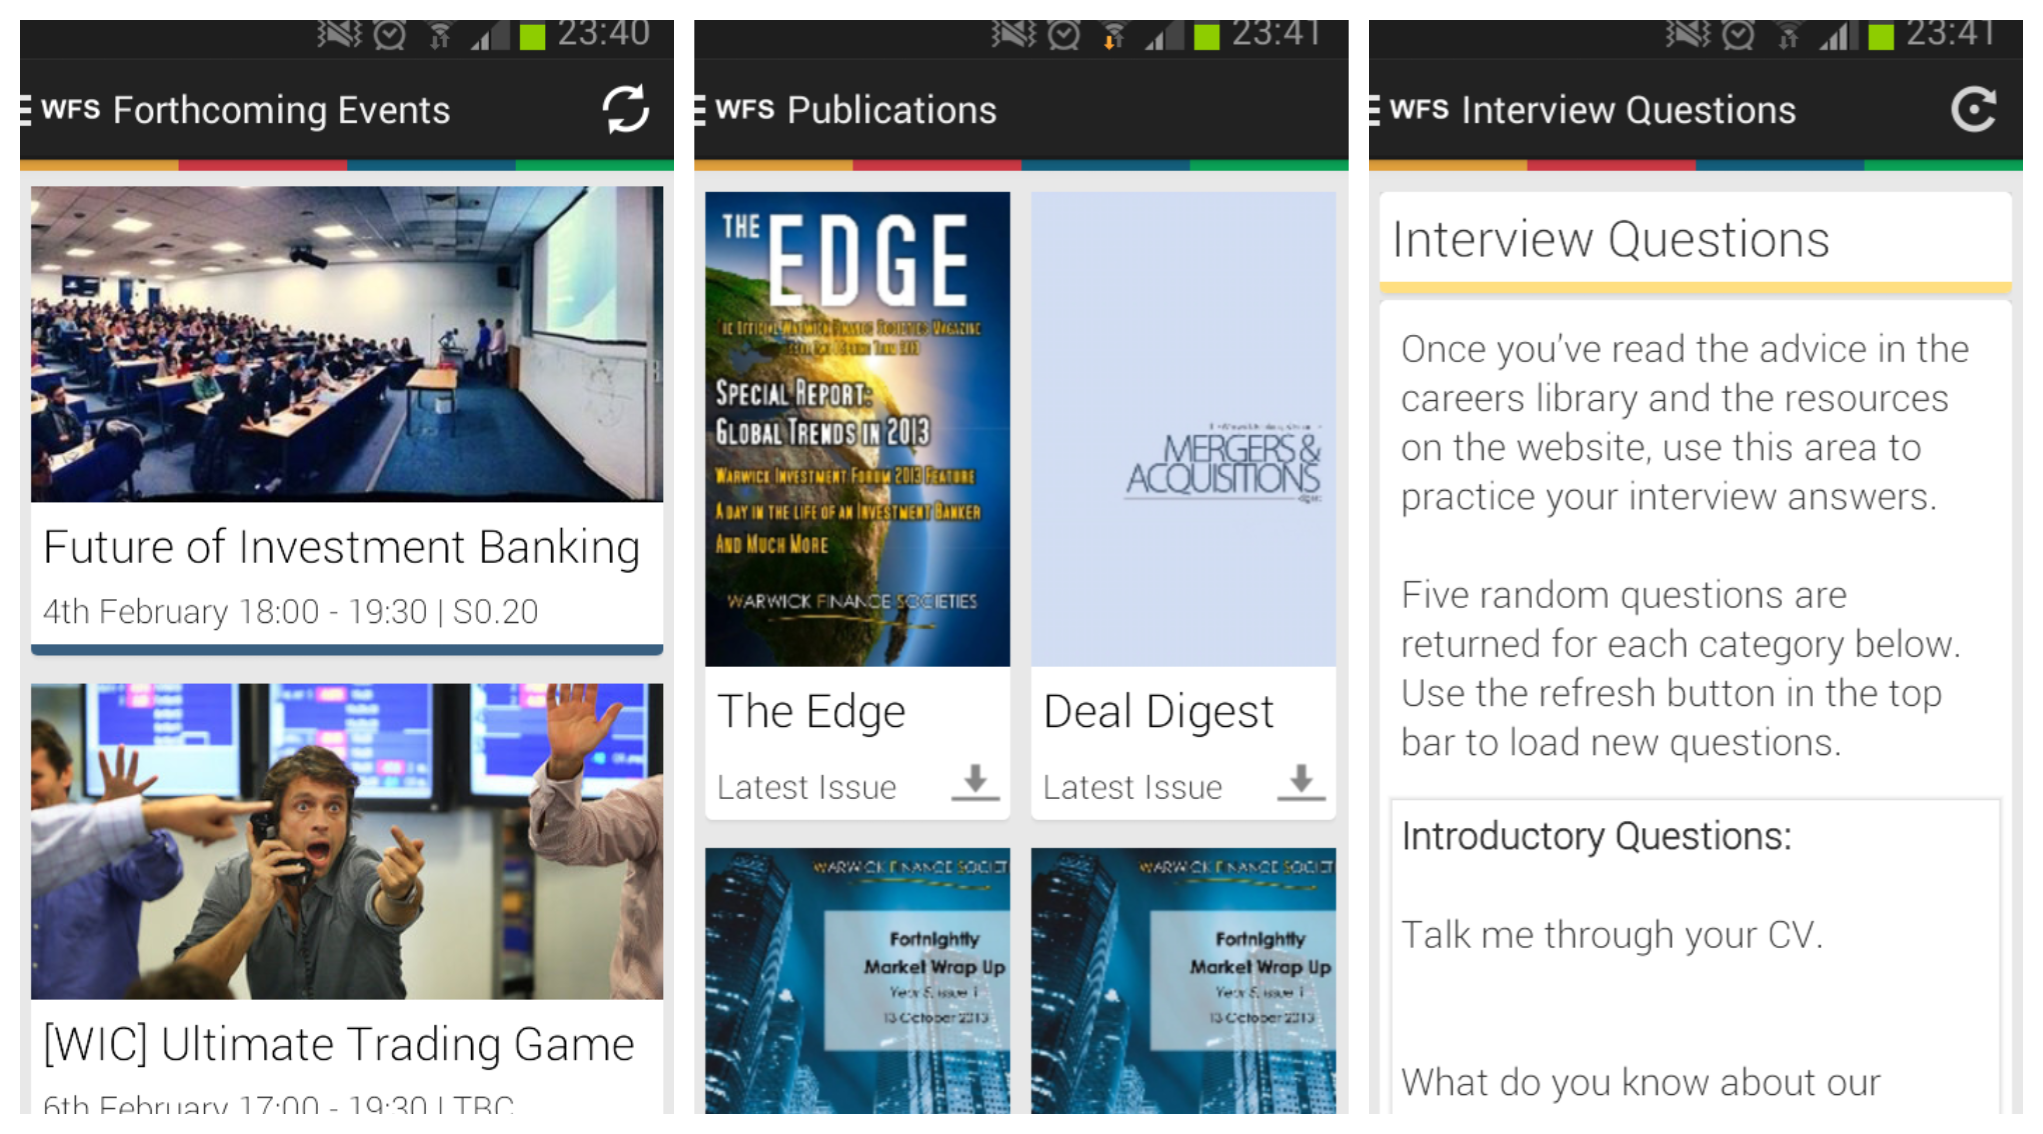 23:40
WFS Forthcoming Events
Future of Investment Banking
4th February 18:00 - 19:30 | S0.20
[WIC] Ultimate Trading Game
6th February 17:00 - 19:30 | TBC
23:41
WFS Publications
THE
EDGE
The Official Warwick Finance Societies Magazine
Special Report:
Global Trends in 2013
Warwick Investment Forum 2013 Feature
A day in the life of an Investment Banker
And Much More
WARWICK FINANCE SOCIETIES
The Edge
Latest Issue
MERGERS &
ACQUISITIONS
Deal Digest
Latest Issue
WARWICK FINANCE SOCIET
Fortnightly
Market Wrap Up
Year 5, Issue 1
13 October 2013
WARWICK FINANCE SOCIET
Fortnightly
Market Wrap Up
Year 5, Issue 1
13 October 2013
23:41
WFS Interview Questions
Interview Questions
Once you've read the advice in the
careers library and the resources
on the website, use this area to
practice your interview answers.
Five random questions are
returned for each category below.
Use the refresh button in the top
bar to load new questions.
Introductory Questions:
Talk me through your CV.
What do you know about our